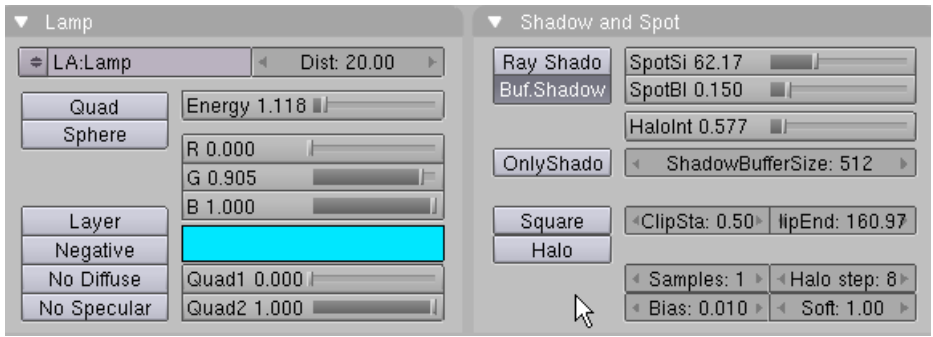 Lamp
LA:Lamp
Dist: 20.00
Quad
Energy 1.118
Sphere
R 0.000
G 0.905
B 1.000
Layer
Negative
No Diffuse
Quad1 0.000
No Specular
Quad2 1.000
Shadow and Spot
Ray Shado
SpotSi 62.17
Buf.Shadow
SpotBl 0.150
HaloInt 0.577
OnlyShado
ShadowBufferSize: 512
Square
ClipSta: 0.50
lipEnd: 160.97
Halo
Samples: 1
Halo step: 8
Bias: 0.010
Soft: 1.00